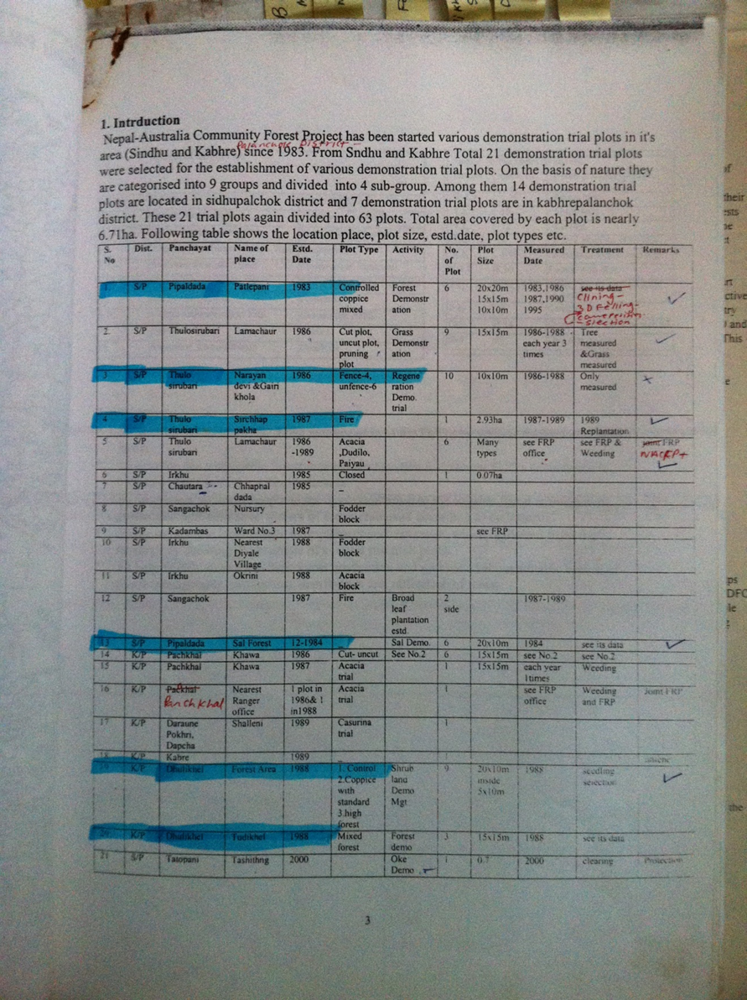 1. Intrduction
Nepal-Australia Community Forest Project has been started various demonstration trial plots in it's
Palanchok District
area (Sindhu and Kabhre) since 1983. From Sndhu and Kabhre Total 21 demonstration trial plots
were selected for the establishment of various demonstration trial plots. On the basis of nature they
are categorised into 9 groups and divided into 4 sub-group. Among them 14 demonstration trial
plots are located in sidhupalchok district and 7 demonstration trial plots are in kabhrepalanchok
district. These 21 trial plots again divided into 63 plots. Total area covered by each plot is nearly
6.71ha. Following table shows the location place, plot size, estd.date, plot types etc.
S. No Dist. Panchayat Name of place Estd. Date Plot Type Activity No. of Plot Plot Size Measured Date Treatment Remarks
1 S/P Pipaldada Patlepani 1983 Controlled coppice mixed Forest Demonstr ation 6 20x20m 15x15m 10x10m 1983,1986 1987,1990 1995 see its data
2 S/P Thulosirubari Lamachaur 1986 Cut plot, uncut plot, pruning plot Grass Demonstr ation 9 15x15m 1986-1988 each year 3 times Tree measured &Grass measured
3 S/P Thulo sirubari Narayan devi &Gain khola 1986 Fence-4, unfence-6 Regene ration Demo. trial 10 10x10m 1986-1988 Only measured
4 S/P Thulo sirubari Sirchhap pakha 1987 Fire 1 2.93ha 1987-1989 1989 Replantation
5 S/P Thulo sirubari Lamachaur 1986 -1989 Acacia ,Dudilo, Paiyau 6 Many types see FRP office see FRP & Weeding joint FRP NACRP+
6 S/P Irkhu 1985 Closed 1 0.07ha
7 S/P Chautara Chhapnal dada 1985 _
8 S/P Sangachok Nursury Fodder block
9 S/P Kadambas Ward No.3 1987 _ see FRP
10 S/P Irkhu Nearest Diyale Village 1988 Fodder block
11 S/P Irkhu Okrini 1988 Acacia block
12 S/P Sangachok 1987 Fire Broad leaf plantation estd. 2 side 1987-1989
13 S/P Pipaldada Sal Forest 12-1984 _ Sal Demo. 6 20x10m 1984 see its data
14 K/P Pachkhal Khawa 1986 Cut- uncut See No.2 6 15x15m see No.2 see No.2
15 K/P Pachkhal Khawa 1987 Acacia trial 1 15x15m each year 1times Weeding
16 K/P Packhal Panchkhal Nearest Ranger office 1 plot in 1986& 1 in1988 Acacia trial 1 see FRP office Weeding and FRP Joint FRP
17 K/P Daraune Pokhri, Dapcha Shalleni 1989 Casurina trial 1
18 K/P Kabre 1989 _ 1
19 K/P Dhulikhel Forest Area 1988 1. Control 2.Coppice with standard 3.high forest Shrub land Demo Mgt 9 20x10m inside 5x10m 1988 seedling selection
20 K/P Dhulikhel Tudikhel 1988 Mixed forest Forest demo 3 15x15m 1988 see its data
21 S/P Tatopani Tashithng 2000 Oke Demo 1 0.7 2000 clearing Protection
3
their
ctive
and
This
ps
DFO
le
the